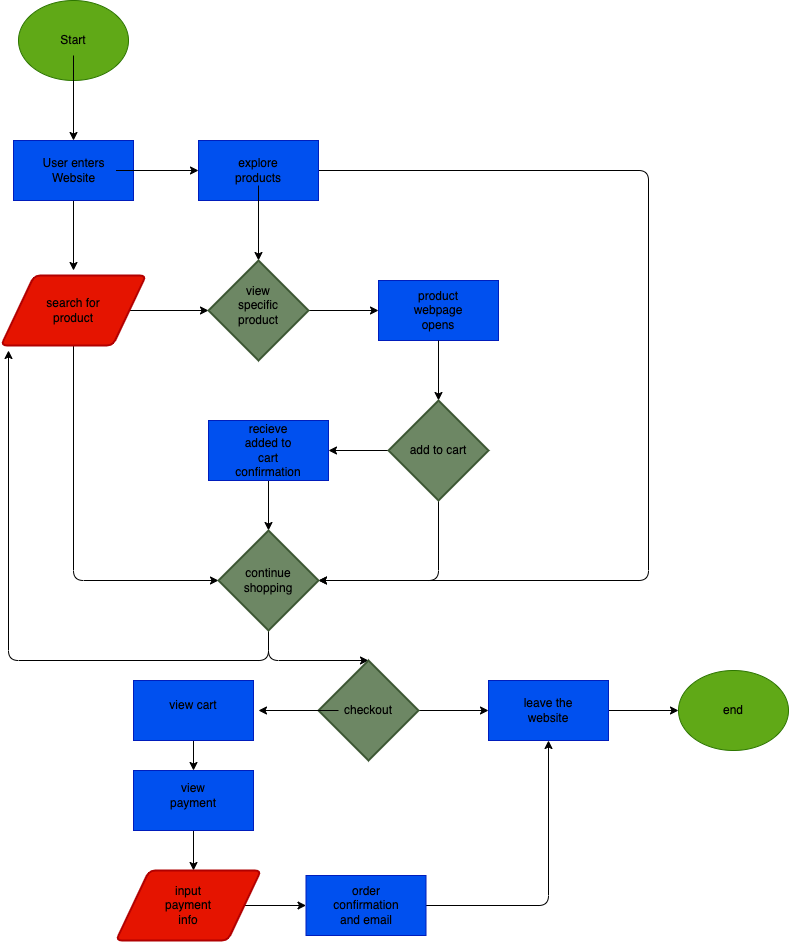 Start
User enters
Website
explore
products
search for
product
view
specific
product
product
webpage
opens
recieve
added to
cart
confirmation
add to cart
continue
shopping
view cart
checkout
leave the
website
end
view
payment
input
payment
info
order
confirmation
and email